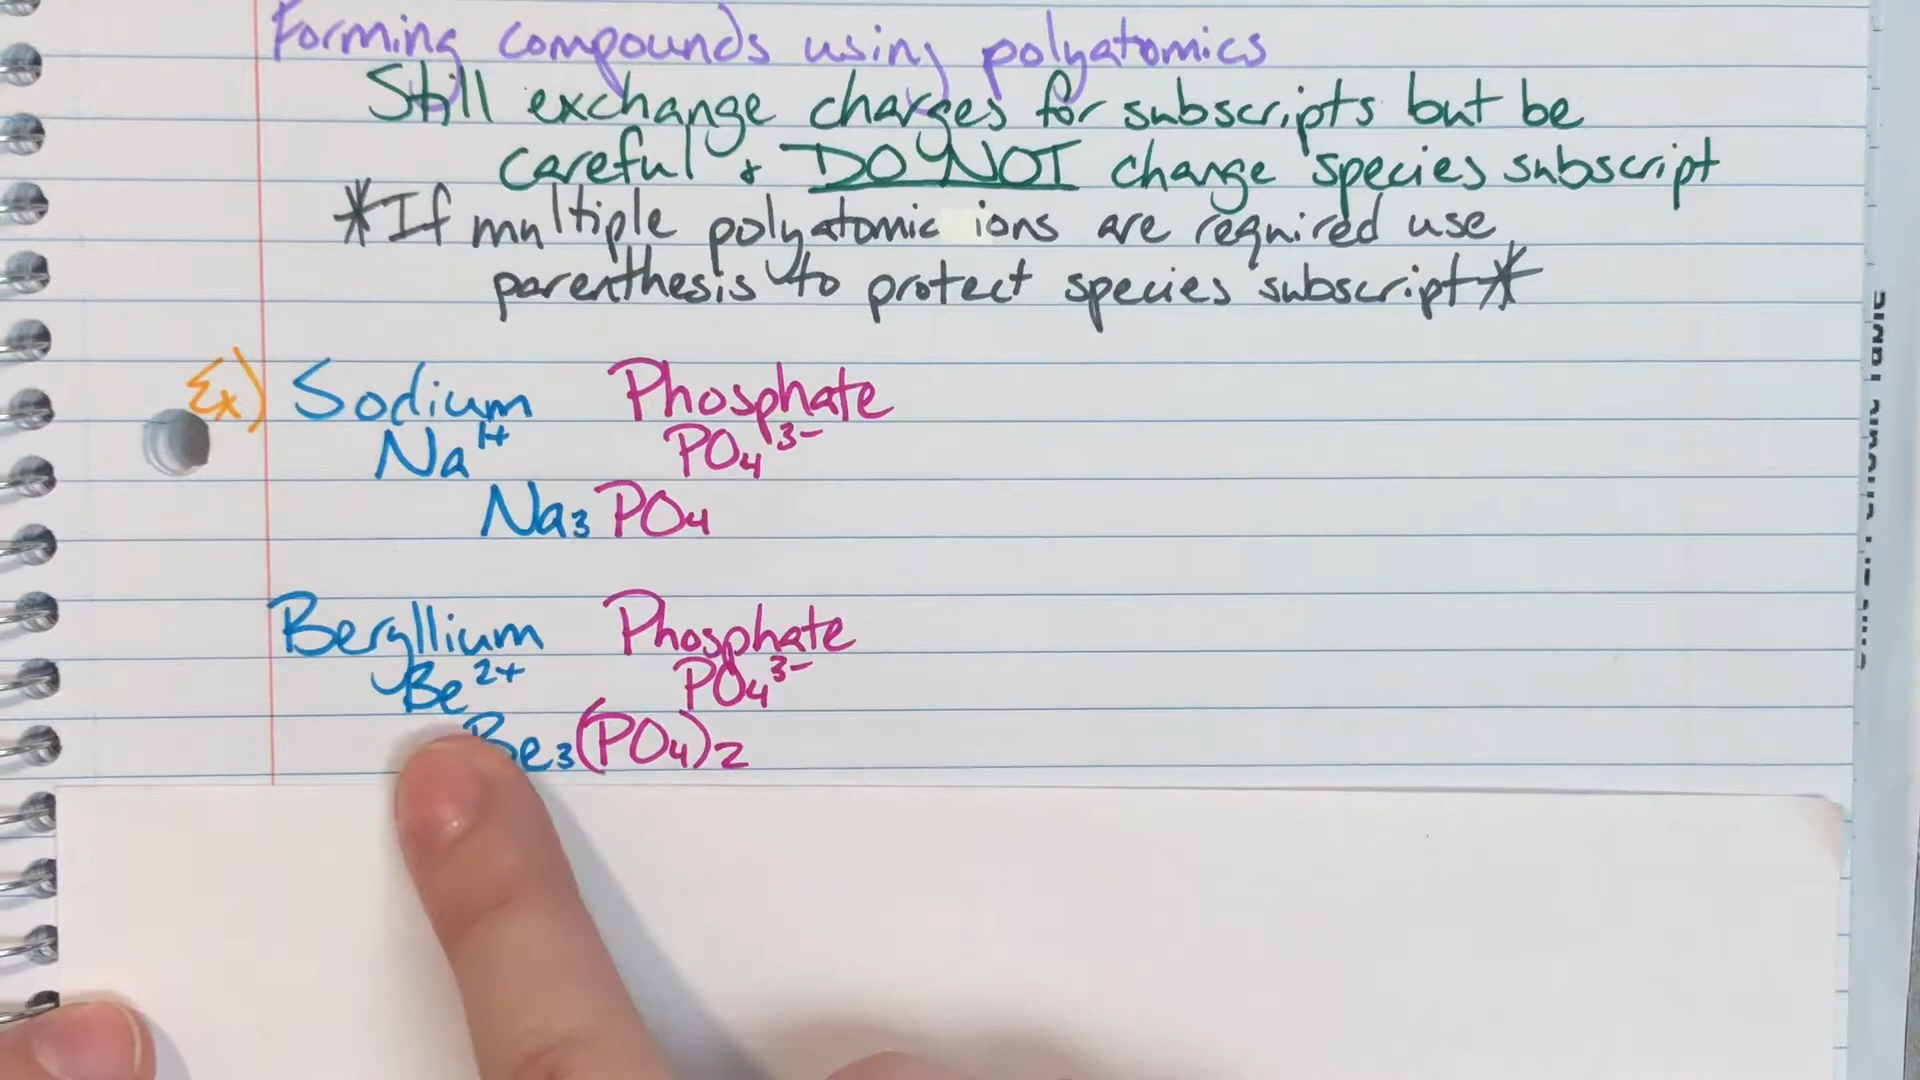 Forming compounds using polyatomics
Still exchange charges for subscripts but be
careful & DO NOT change species subscript
*If multiple polyatomic ions are required use
parenthesis to protect species subscript*
Ex) Sodium Phosphate
Na¹⁺ PO₄³⁻
Na₃PO₄
Beryllium Phosphate
Be²⁺ PO₄³⁻
Be₃(PO₄)₂